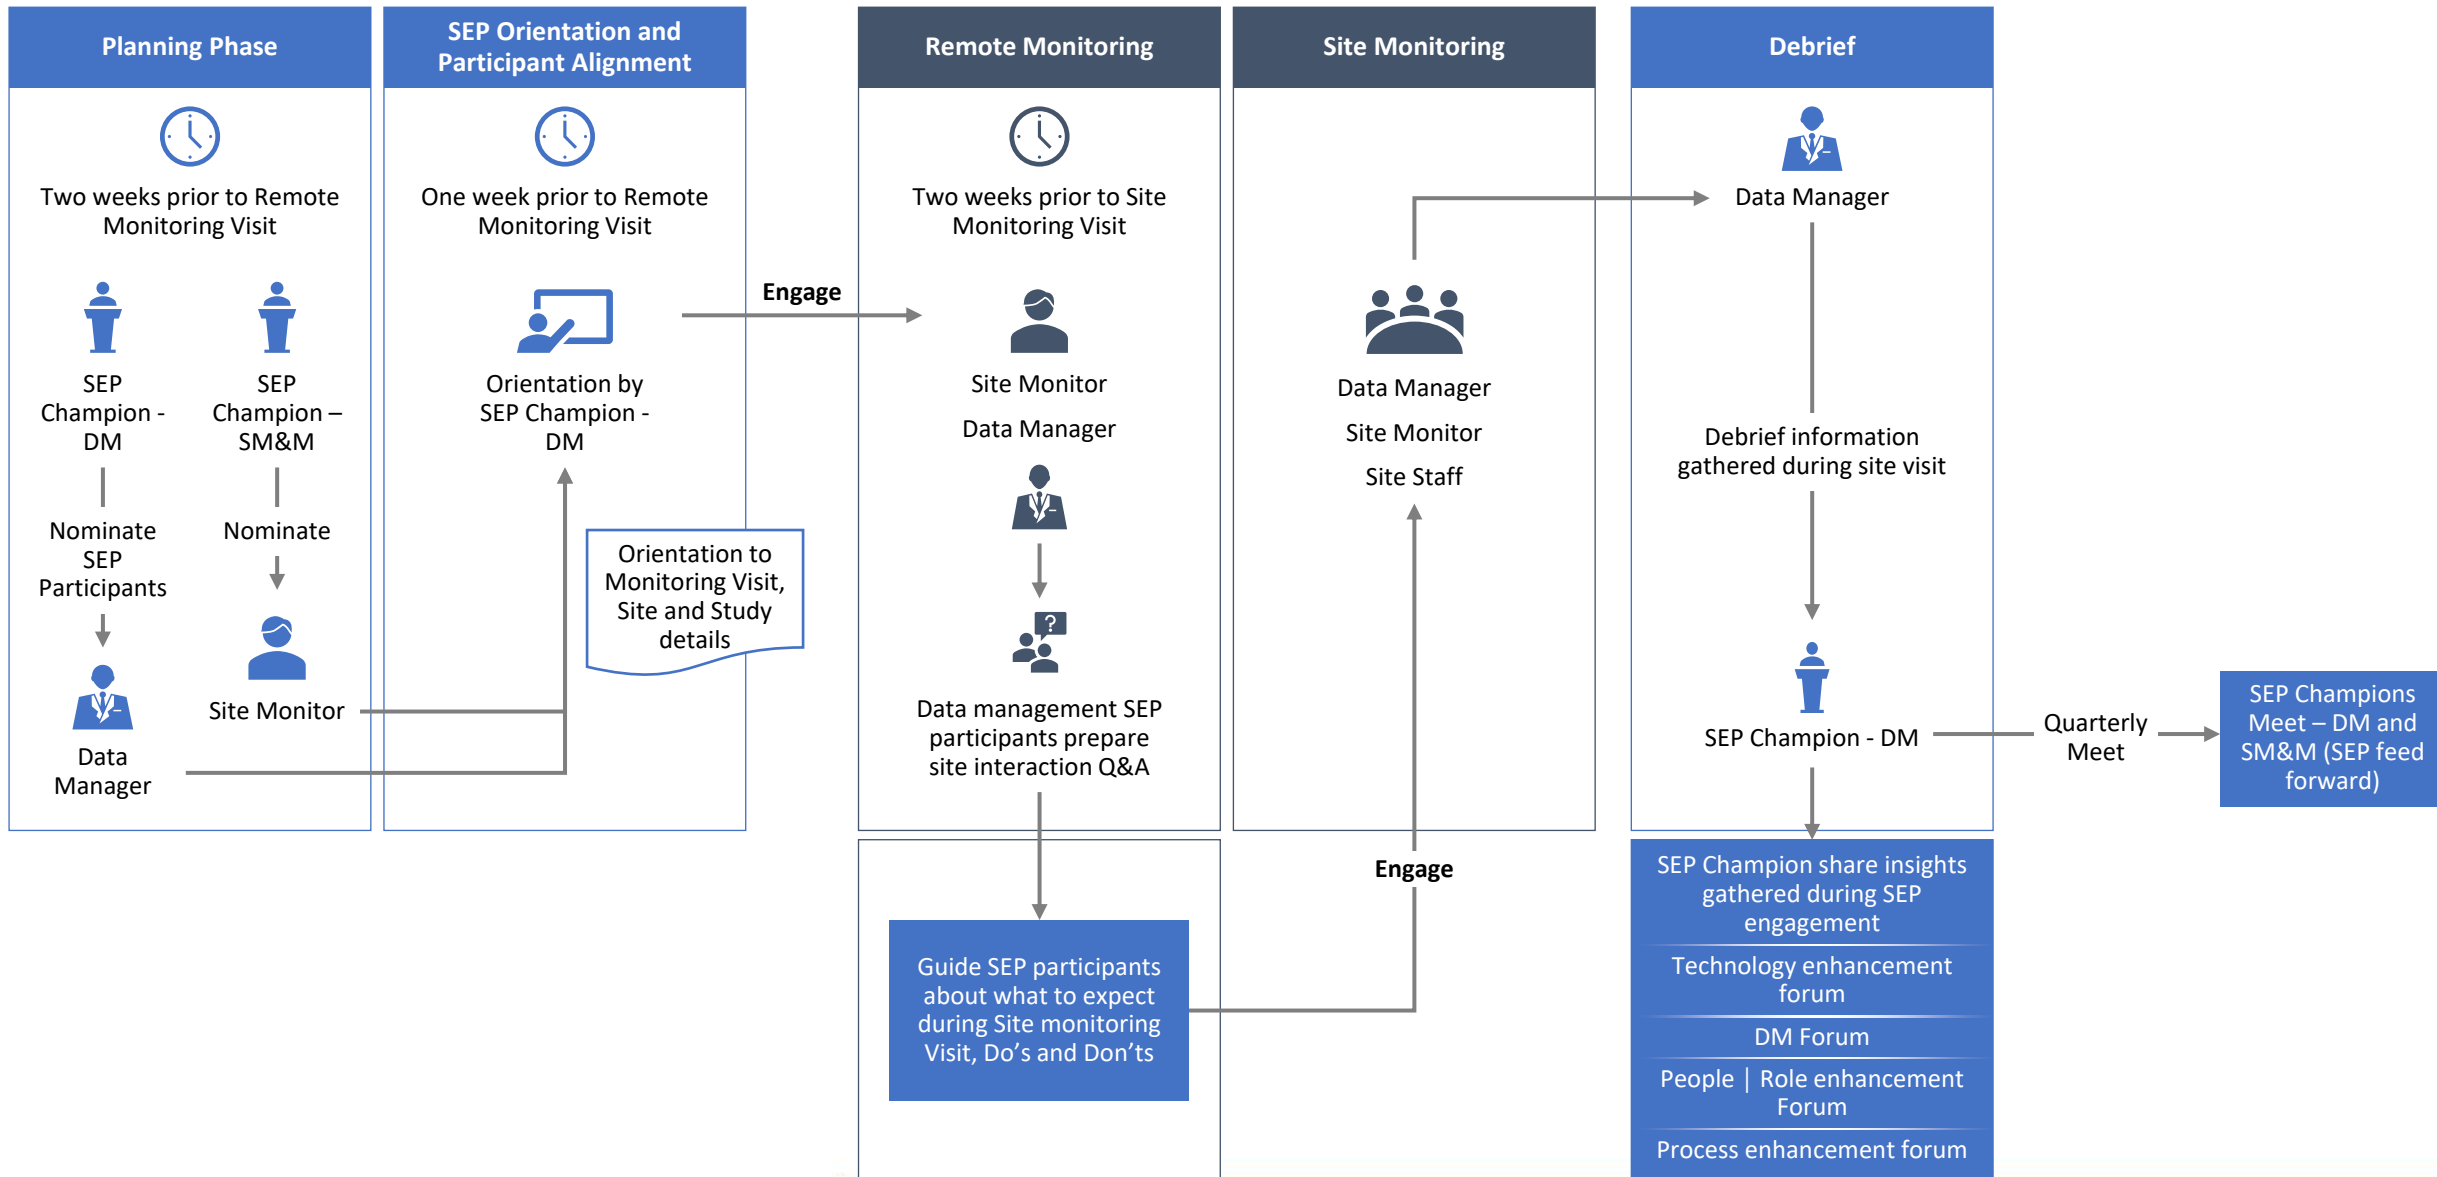 Planning Phase
Two weeks prior to Remote
Monitoring Visit
SEP
Champion -
DM
SEP
Champion –
SM&M
Nominate
SEP
Participants
Nominate
Site Monitor
Data
Manager
SEP Orientation and
Participant Alignment
One week prior to Remote
Monitoring Visit
Orientation by
SEP Champion -
DM
Orientation to
Monitoring Visit,
Site and Study
details
Engage
Remote Monitoring
Two weeks prior to Site
Monitoring Visit
Site Monitor
Data Manager
?
Data management SEP
participants prepare
site interaction Q&A
Guide SEP participants
about what to expect
during Site monitoring
Visit, Do’s and Don’ts
Engage
Site Monitoring
Data Manager
Site Monitor
Site Staff
Debrief
Data Manager
Debrief information
gathered during site visit
SEP Champion - DM
Quarterly
Meet
SEP Champions
Meet – DM and
SM&M (SEP feed
forward)
SEP Champion share insights
gathered during SEP
engagement
Technology enhancement
forum
DM Forum
People | Role enhancement
Forum
Process enhancement forum